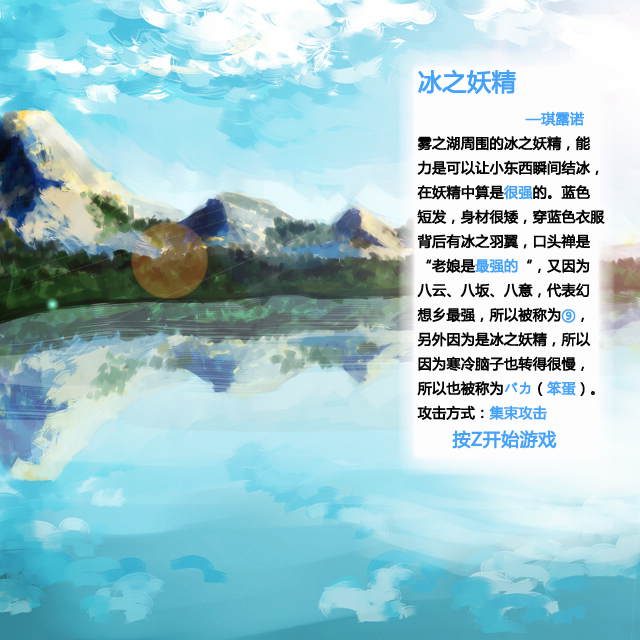 冰之妖精
—琪露诺
雾之湖周围的冰之妖精，能
力是可以让小东西瞬间结冰，
在妖精中算是很强的。蓝色
短发，身材很矮，穿蓝色衣服
背后有冰之羽翼，口头禅是
“老娘是最强的“，又因为
八云、八坂、八意，代表幻
想乡最强，所以被称为⑨，
另外因为是冰之妖精，所以
因为寒冷脑子也转得很慢，
所以也被称为バカ（笨蛋）。
攻击方式：集束攻击
按Z开始游戏